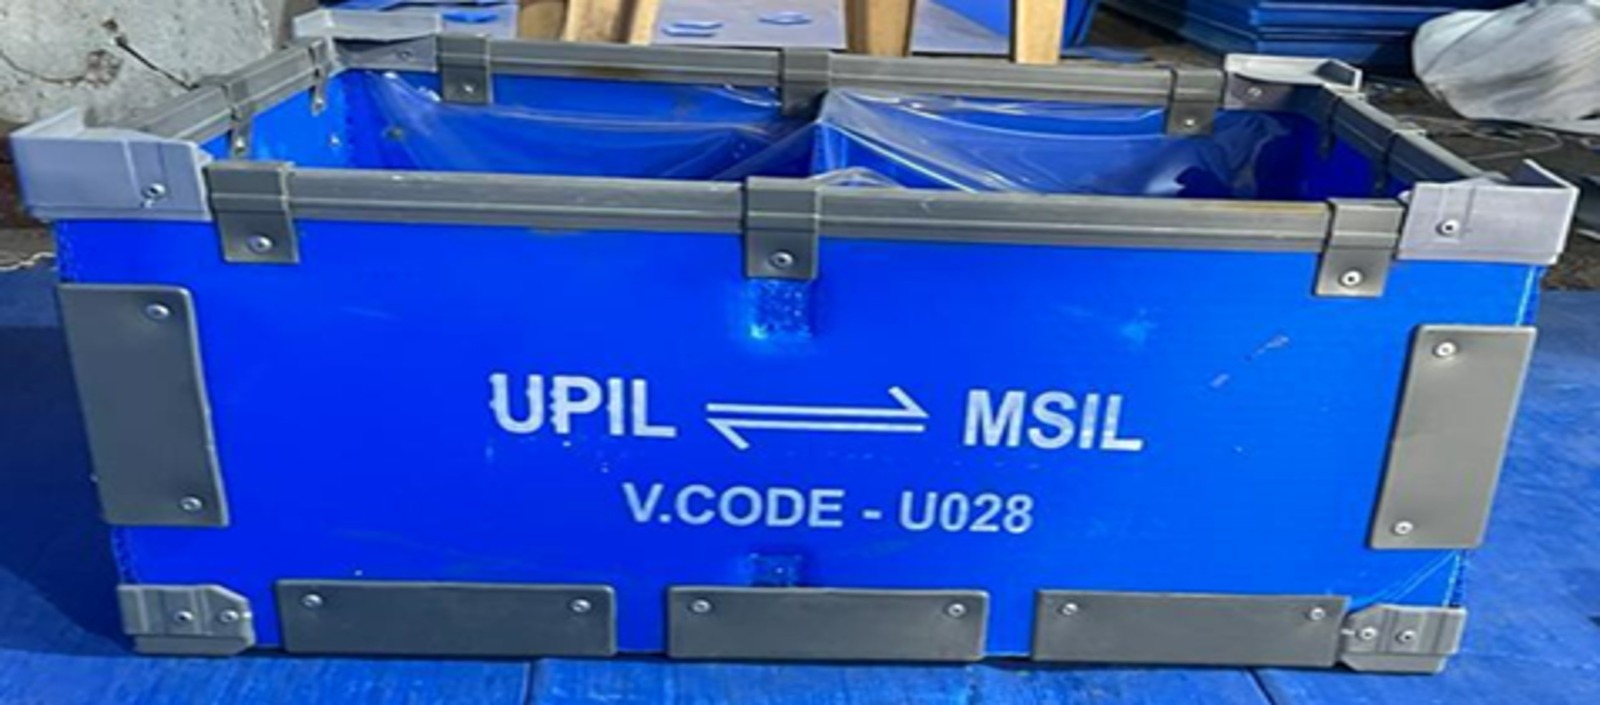 UPIL ⇌ MSIL
V.CODE - U028